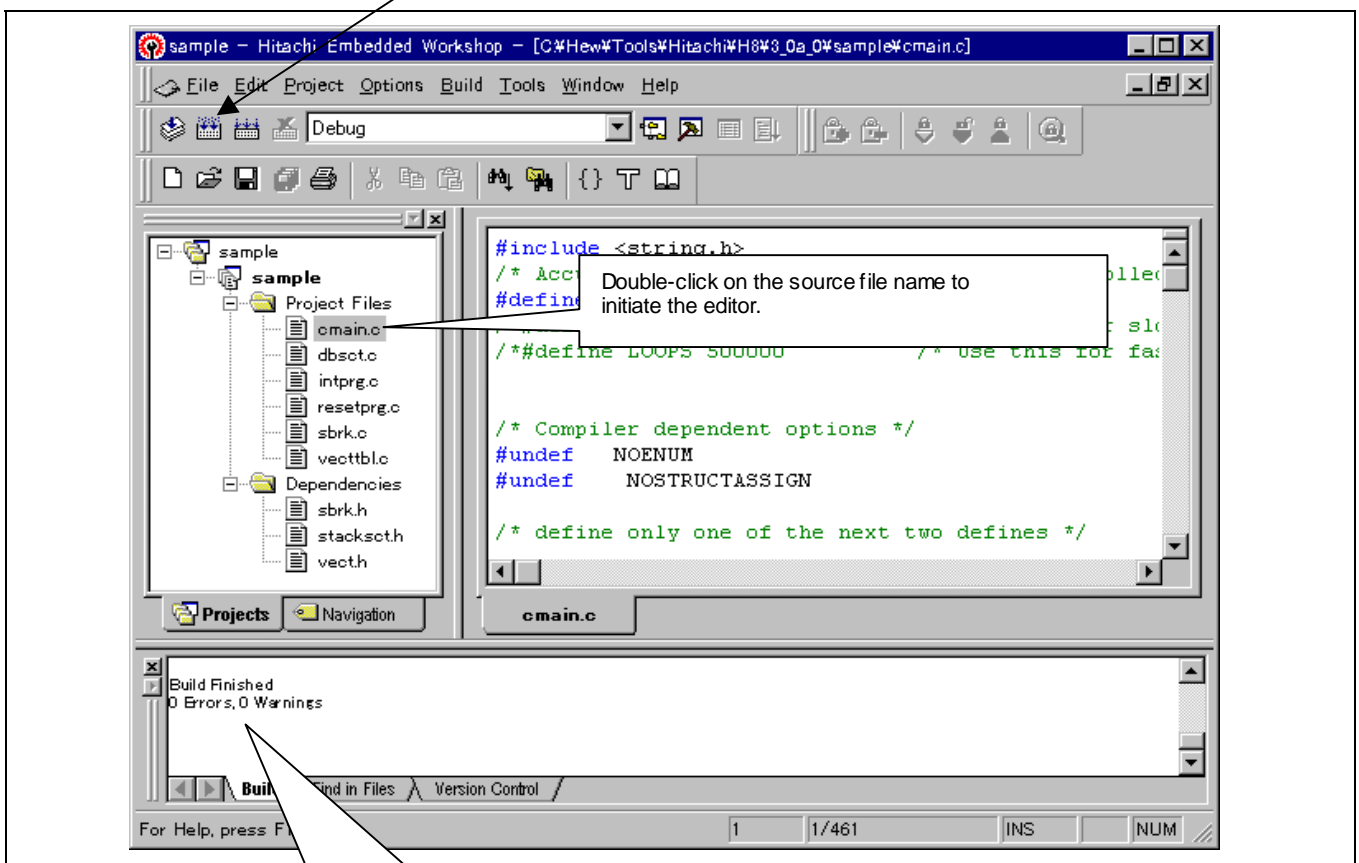 sample - Hitachi Embedded Workshop - [C:¥Hew¥Tools¥Hitachi¥H8¥3_0a_0¥sample¥cmain.c]
File Edit Project Options Build Tools Window Help
Debug
sample
sample
Project Files
cmain.c
dbsct.c
intprg.c
resetprg.c
sbrk.c
vecttbl.c
Dependencies
sbrk.h
stacksct.h
vect.h
Projects Navigation
#include <string.h>
/* Acc
#define
Double-click on the source file name to
initiate the editor.
/*#define LOOPS 500000 /* Use this for fas
/* Compiler dependent options */
#undef NOENUM
#undef NOSTRUCTASSIGN
/* define only one of the next two defines */
cmain.c
Build Finished
0 Errors, 0 Warnings
Buil Find in Files Version Control
For Help, press F 1 1/461 INS NUM